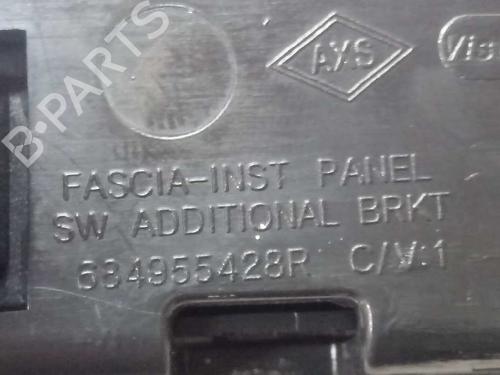 B-PARTS
AXS
Vis
FASCIA-INST PANEL
SW ADDITIONAL BRKT
684955428R C/V:1